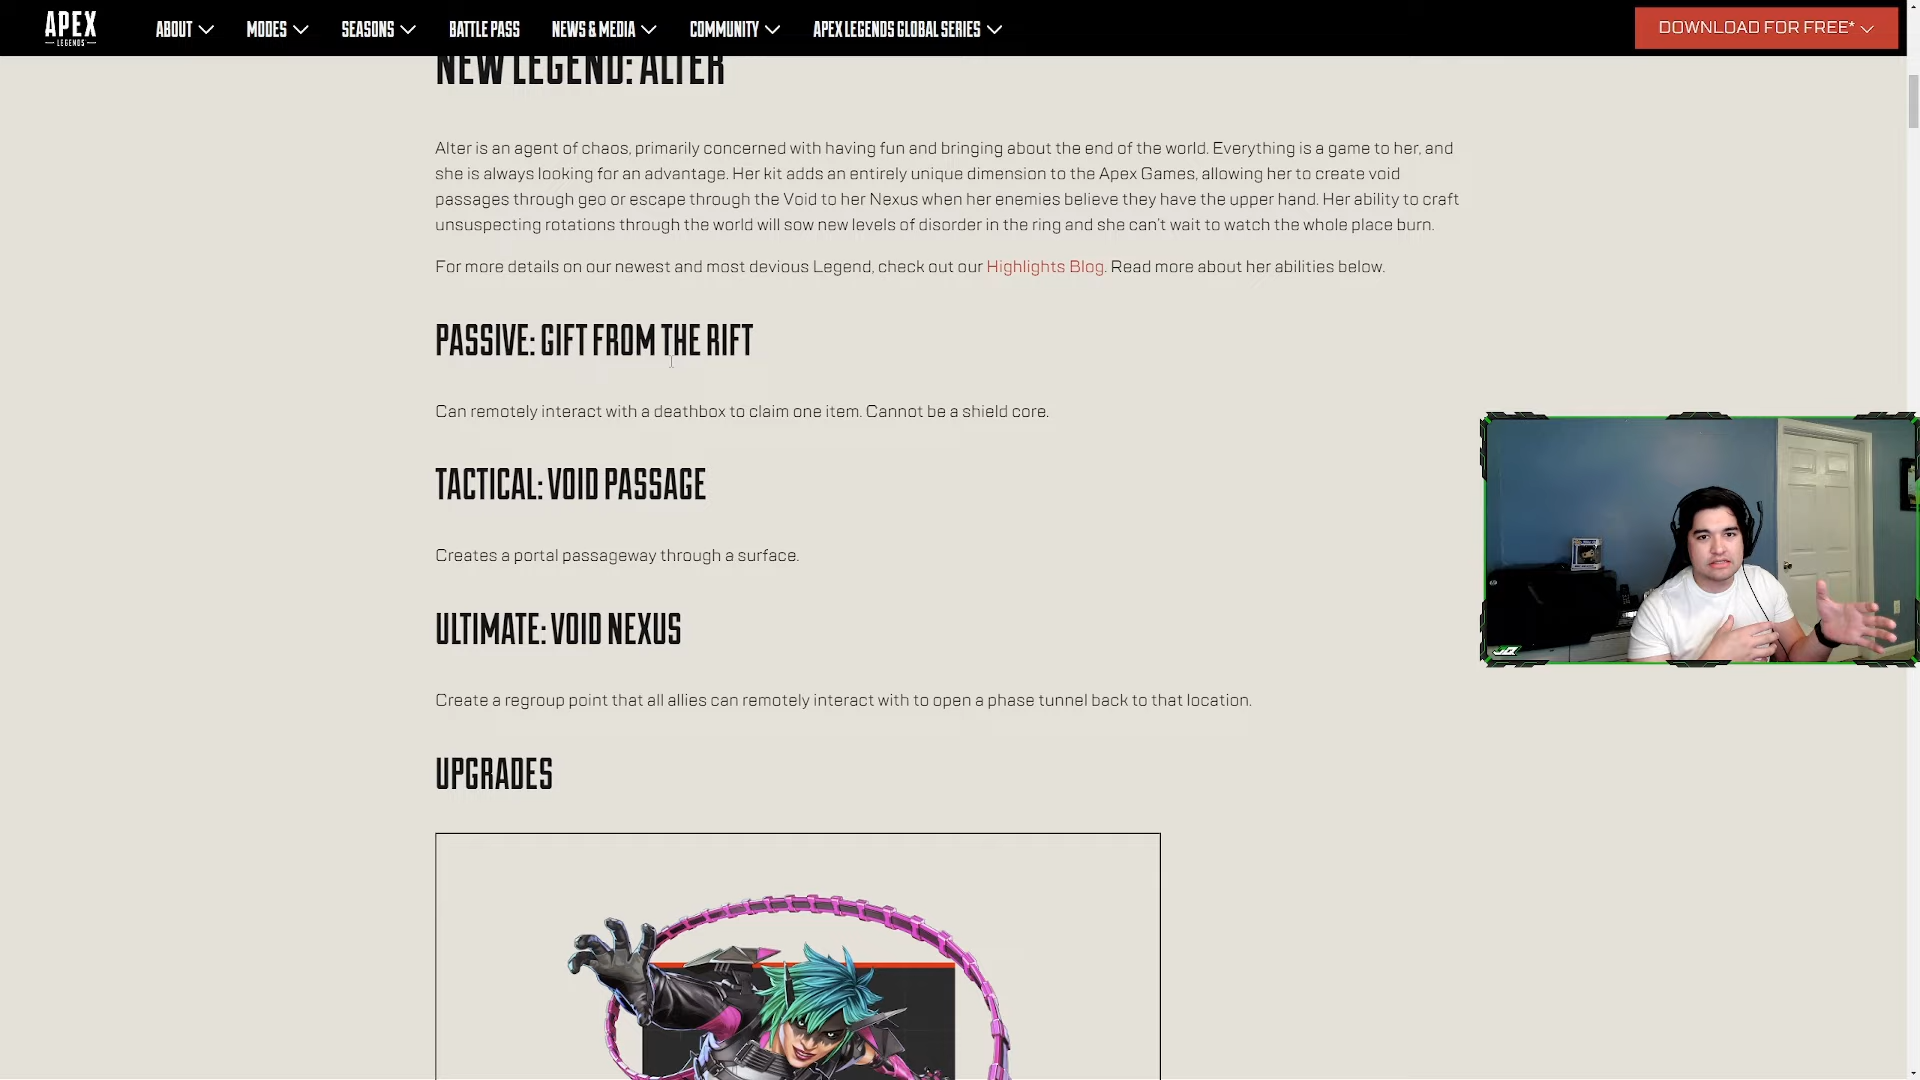 APEX
LEGENDS
ABOUT
MODES
SEASONS
BATTLE PASS
NEWS & MEDIA
COMMUNITY
APEX LEGENDS GLOBAL SERIES
DOWNLOAD FOR FREE*
NEW LEGEND: ALTER
Alter is an agent of chaos, primarily concerned with having fun and bringing about the end of the world. Everything is a game to her, and
she is always looking for an advantage. Her kit adds an entirely unique dimension to the Apex Games, allowing her to create void
passages through geo or escape through the Void to her Nexus when her enemies believe they have the upper hand. Her ability to craft
unsuspecting rotations through the world will sow new levels of disorder in the ring and she can't wait to watch the whole place burn.
For more details on our newest and most devious Legend, check out our Highlights Blog. Read more about her abilities below.
PASSIVE: GIFT FROM THE RIFT
Can remotely interact with a deathbox to claim one item. Cannot be a shield core.
TACTICAL: VOID PASSAGE
Creates a portal passageway through a surface.
ULTIMATE: VOID NEXUS
Create a regroup point that all allies can remotely interact with to open a phase tunnel back to that location.
UPGRADES